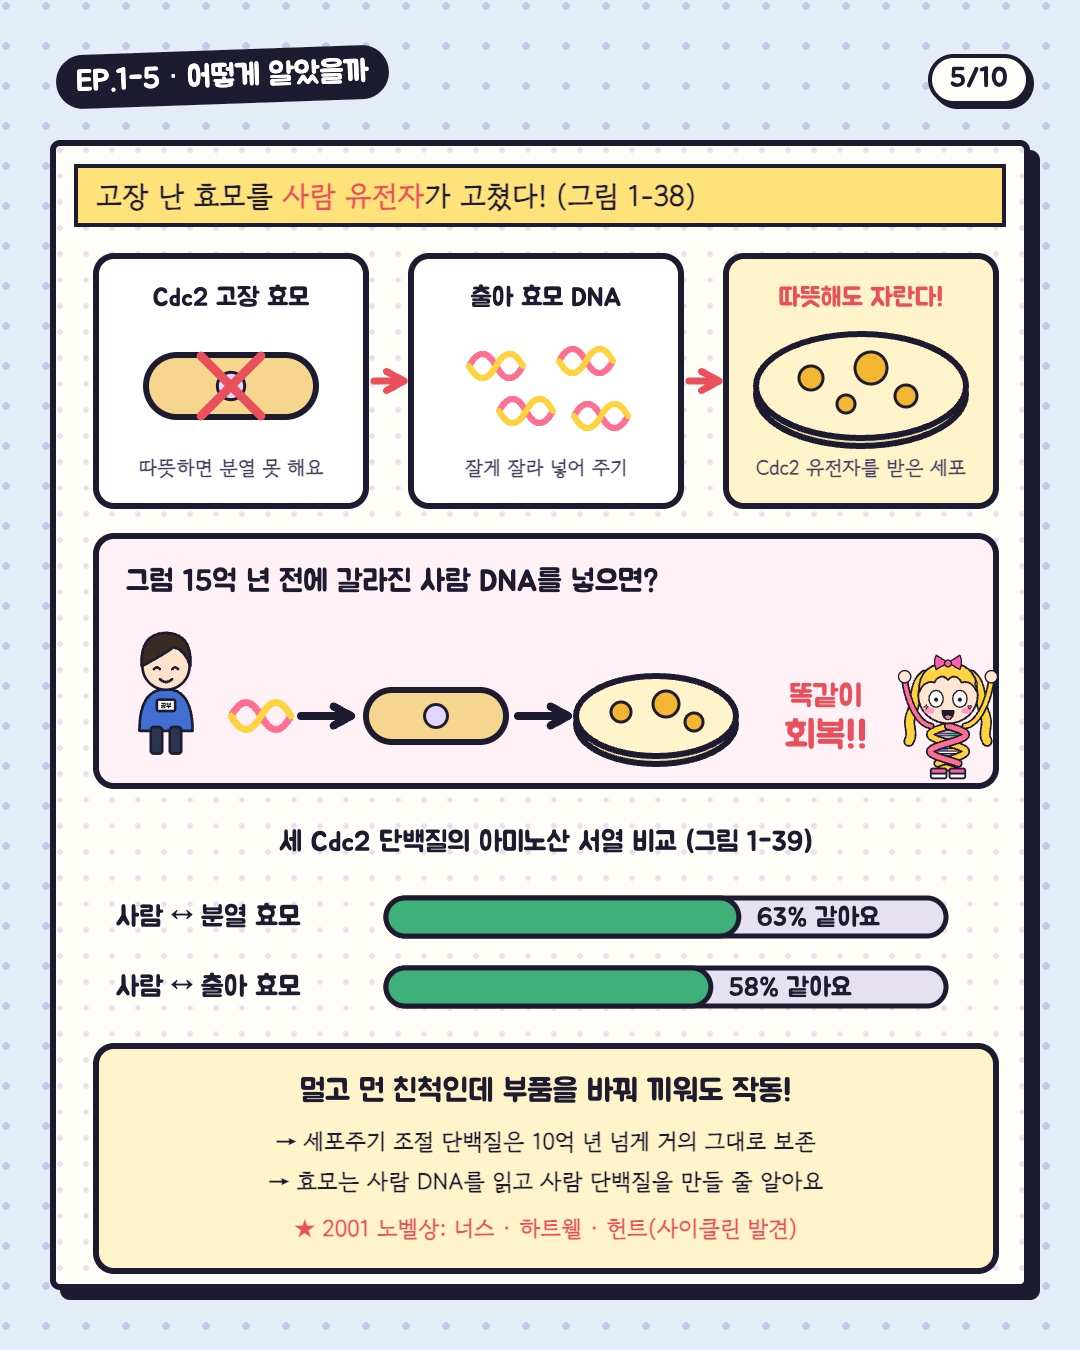 EP.1-5 · 어떻게 알았을까
5/10
고장 난 효모를 사람 유전자가 고쳤다! (그림 1-38)
Cdc2 고장 효모
따뜻하면 분열 못 해요
출아 효모 DNA
잘게 잘라 넣어 주기
따뜻해도 자란다!
Cdc2 유전자를 받은 세포
그럼 15억 년 전에 갈라진 사람 DNA를 넣으면?
공부
똑같이
회복!!
세 Cdc2 단백질의 아미노산 서열 비교 (그림 1-39)
사람 ↔ 분열 효모
63% 같아요
사람 ↔ 출아 효모
58% 같아요
멀고 먼 친척인데 부품을 바꿔 끼워도 작동!
→ 세포주기 조절 단백질은 10억 년 넘게 거의 그대로 보존
→ 효모는 사람 DNA를 읽고 사람 단백질을 만들 줄 알아요
★ 2001 노벨상: 너스 · 하트웰 · 헌트(사이클린 발견)